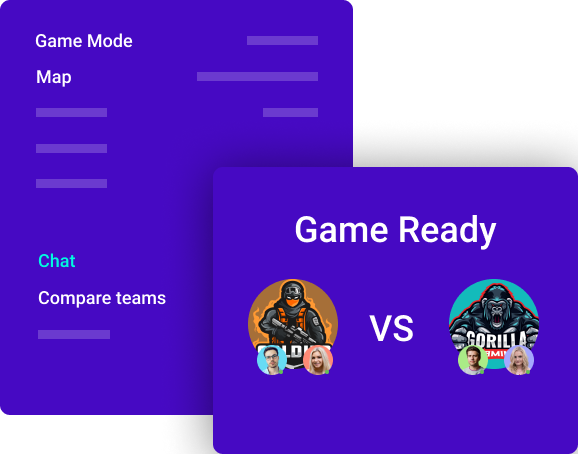 Game Mode
Map
Chat
Compare teams
Game Ready
VS
GORILLA